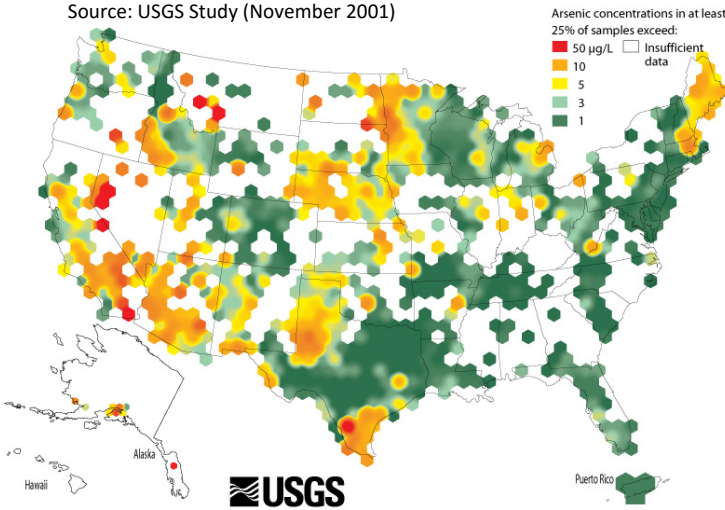 Source: USGS Study (November 2001)
Arsenic concentrations in at least
25% of samples exceed:
50 µg/L
Insufficient
data
10
5
3
1
Alaska
Hawaii
USGS
Puerto Rico